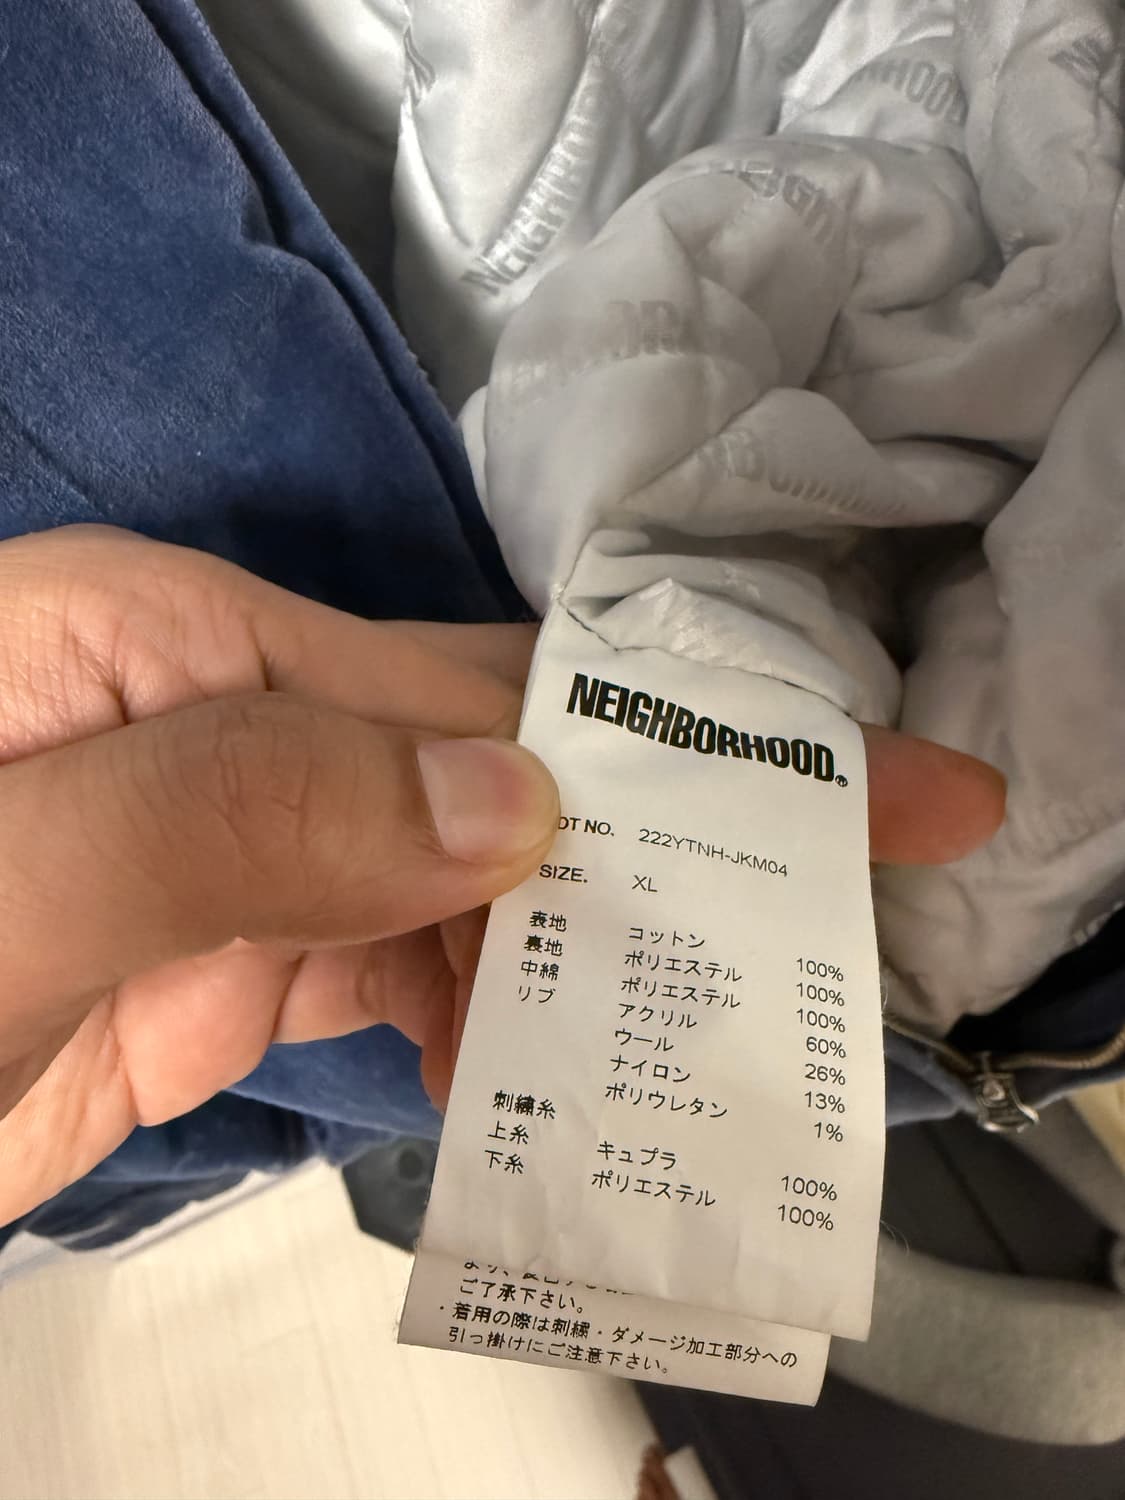 NEIGHBORHOOD®
OT NO. 222YTNH-JKM04
SIZE. XL
表地 コットン 100%
裏地 ポリエステル 100%
中綿 ポリエステル 100%
リブ アクリル 60%
ウール 26%
ナイロン 13%
ポリウレタン 1%
刺繍糸
上糸 キュプラ 100%
下糸 ポリエステル 100%
ご了承下さい。
・着用の際は刺繍・ダメージ加工部分への
引っ掛けにご注意下さい。